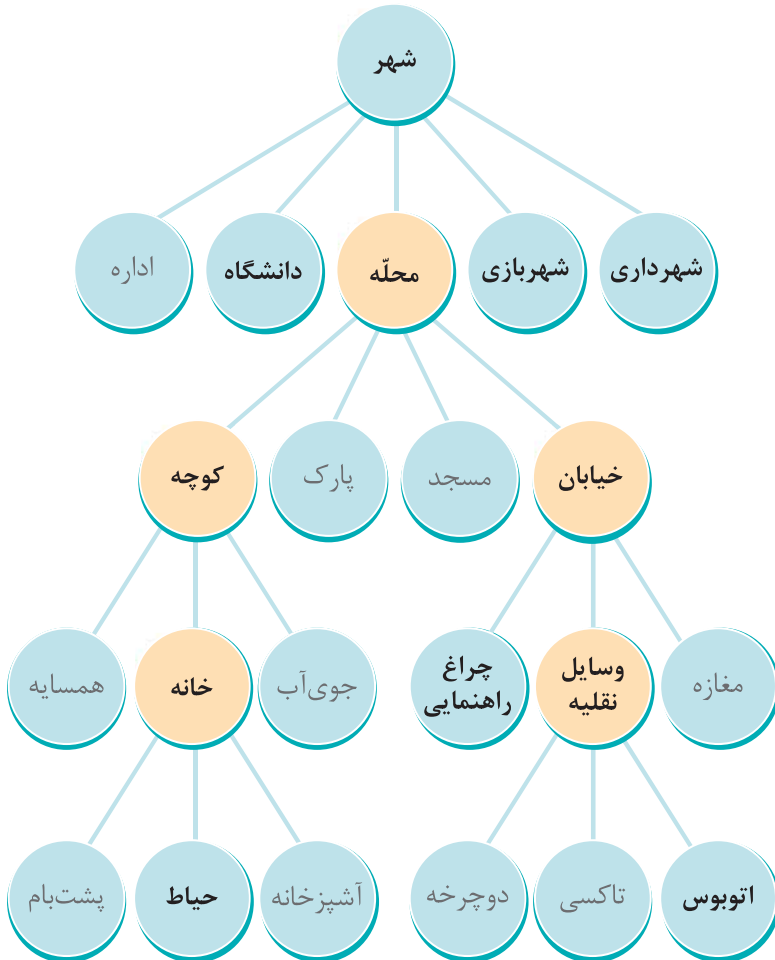 شهر
شهرداری
شهربازی
محلّه
دانشگاه
اداره
خیابان
مسجد
پارک
کوچه
مغازه
وسایل
نقلیه
چراغ
راهنمایی
جوی‌آب
خانه
همسایه
اتوبوس
تاکسی
دوچرخه
آشپزخانه
حیاط
پشت‌بام